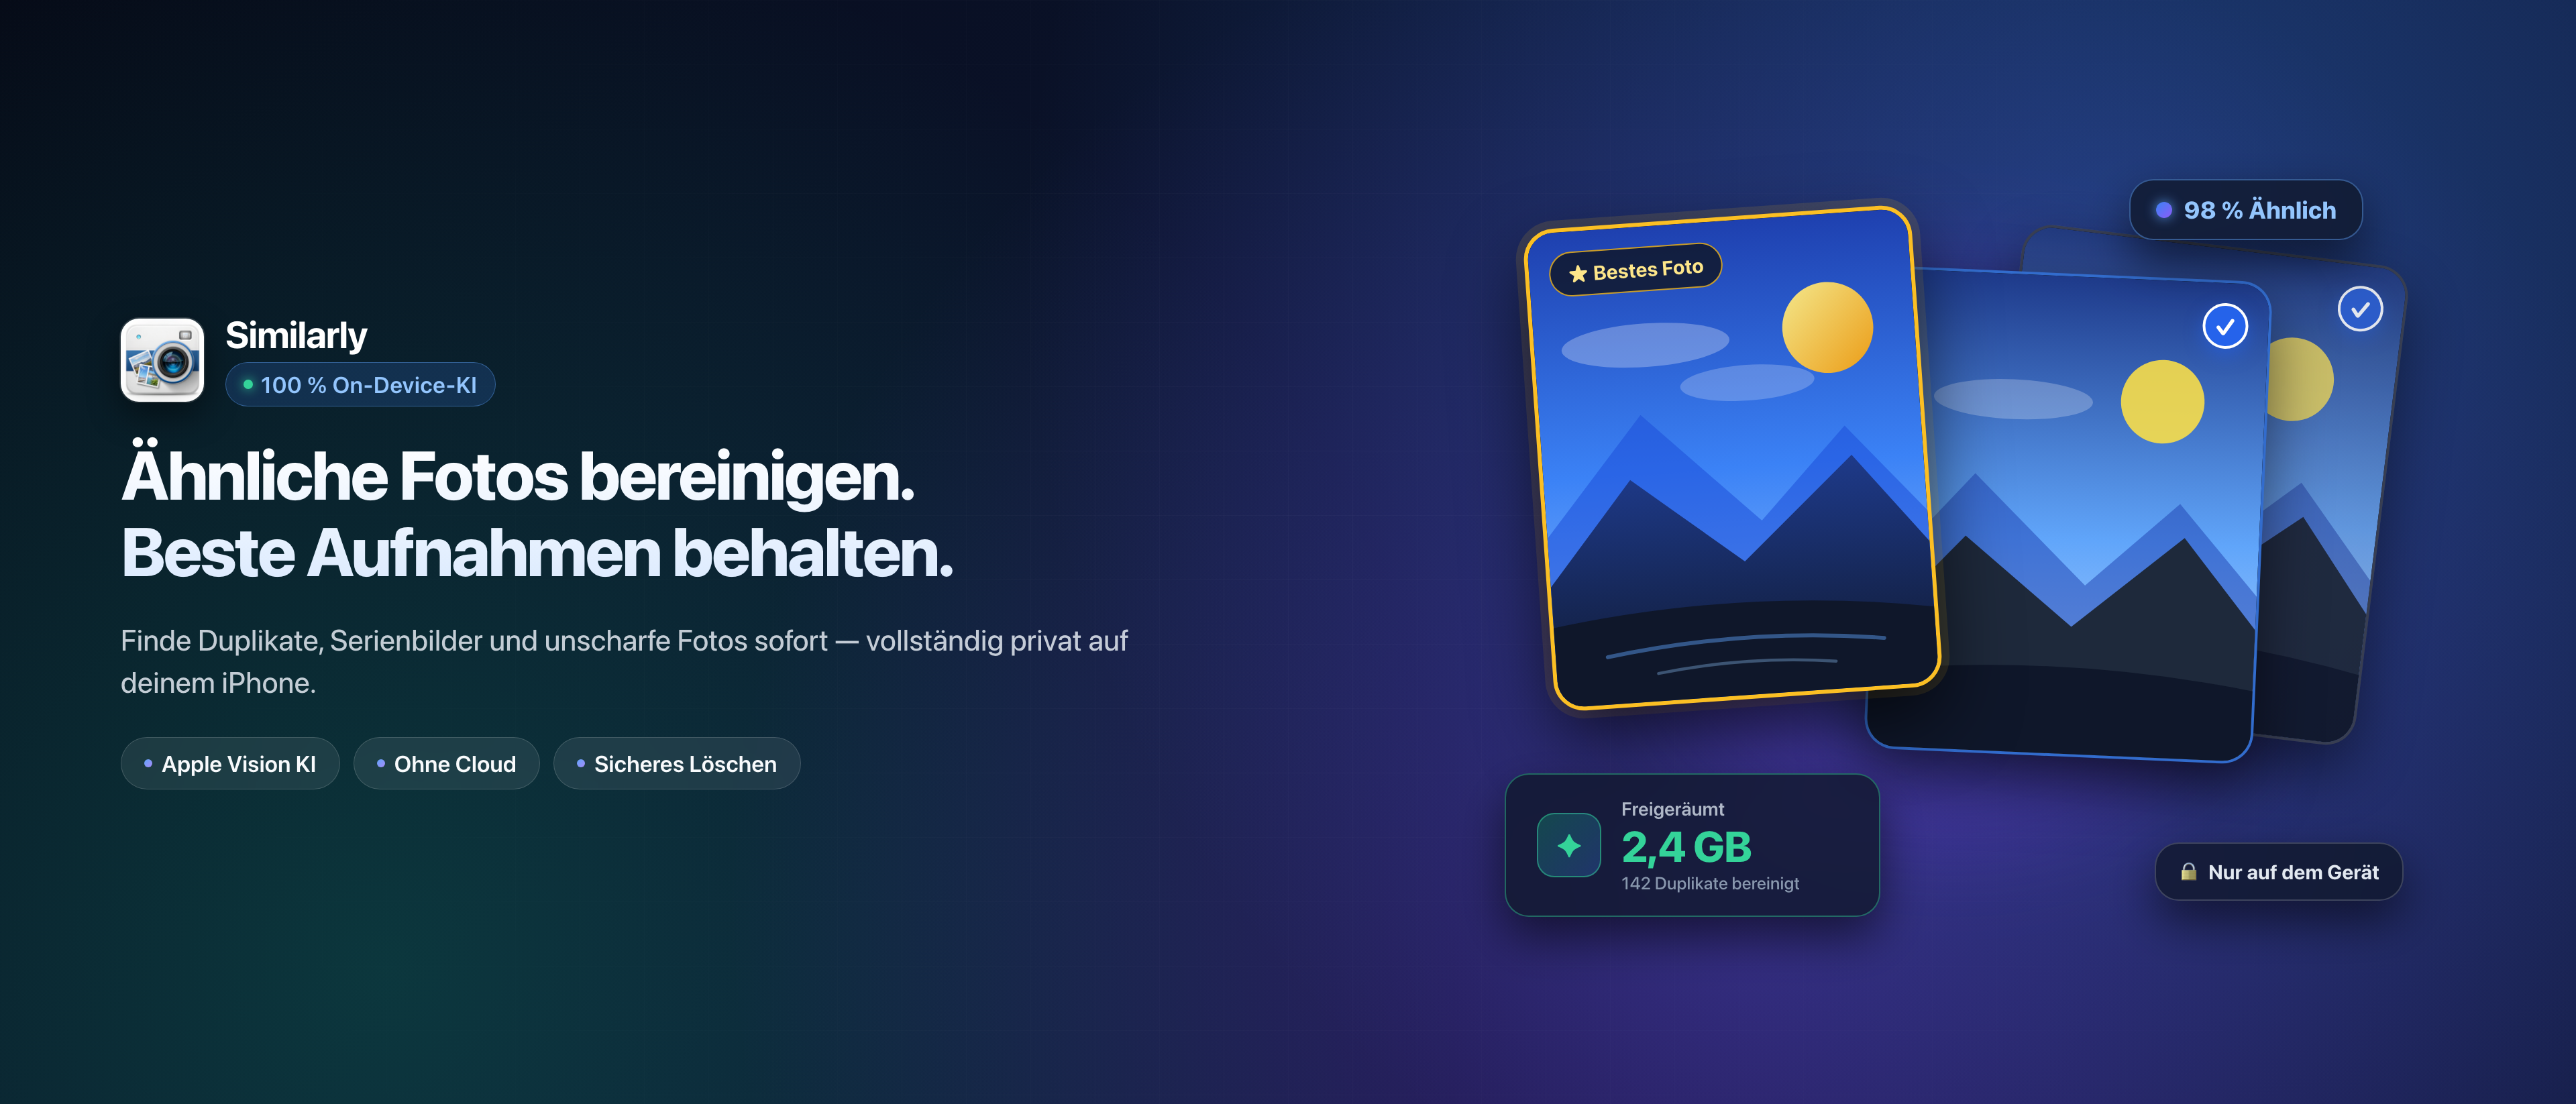 Similarly
100 % On-Device-KI
Ähnliche Fotos bereinigen.
Beste Aufnahmen behalten.
Finde Duplikate, Serienbilder und unscharfe Fotos sofort — vollständig privat auf
deinem iPhone.
Apple Vision KI
Ohne Cloud
Sicheres Löschen
98 % Ähnlich
Bestes Foto
Freigeräumt
2,4 GB
142 Duplikate bereinigt
Nur auf dem Gerät